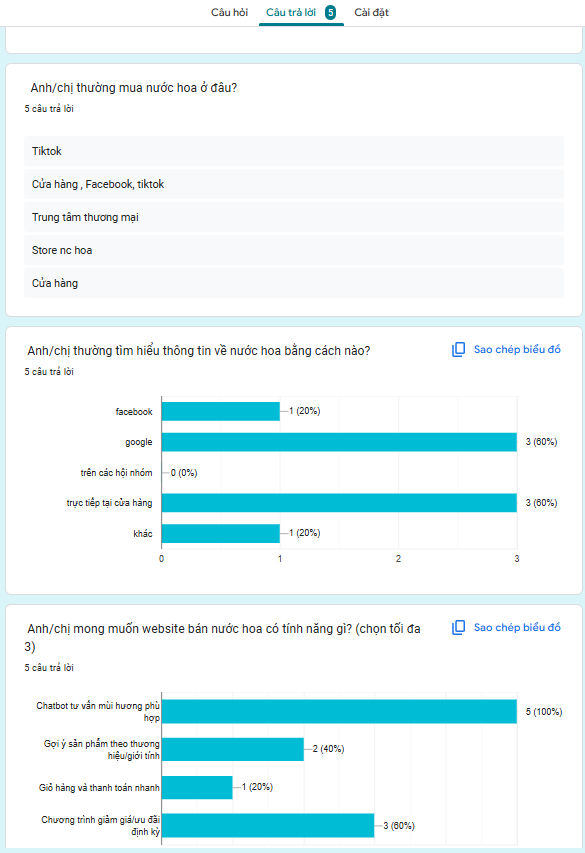 Câu hỏi Câu trả lời 5 Cài đặt
Anh/chị thường mua nước hoa ở đâu?
5 câu trả lời
Tiktok
Cửa hàng , Facebook, tiktok
Trung tâm thương mại
Store nc hoa
Cửa hàng
Anh/chị thường tìm hiểu thông tin về nước hoa bằng cách nào?
Sao chép biểu đồ
5 câu trả lời
facebook
1 (20%)
google
3 (60%)
trên các hội nhóm
0 (0%)
trực tiếp tại cửa hàng
3 (60%)
khác
1 (20%)
0 1 2 3
Anh/chị mong muốn website bán nước hoa có tính năng gì? (chọn tối đa
3)
Sao chép biểu đồ
5 câu trả lời
Chatbot tư vấn mùi hương phù
hợp
5 (100%)
Gợi ý sản phẩm theo thương
hiệu/giới tính
2 (40%)
Giỏ hàng và thanh toán nhanh
1 (20%)
Chương trình giảm giá/ưu đãi
định kỳ
3 (60%)